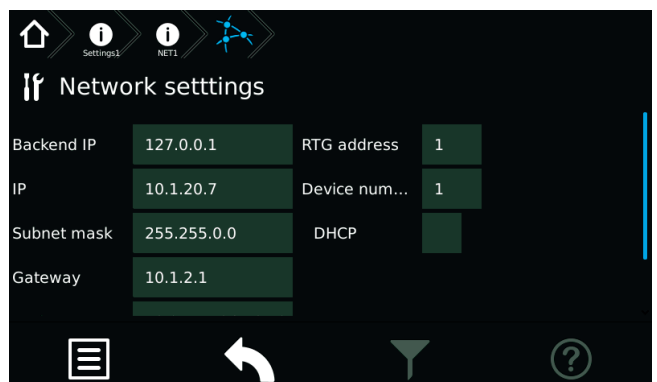 Settings1
NET1
Network setttings
Backend IP 127.0.0.1 RTG address 1
IP 10.1.20.7 Device num... 1
Subnet mask 255.255.0.0 DHCP
Gateway 10.1.2.1